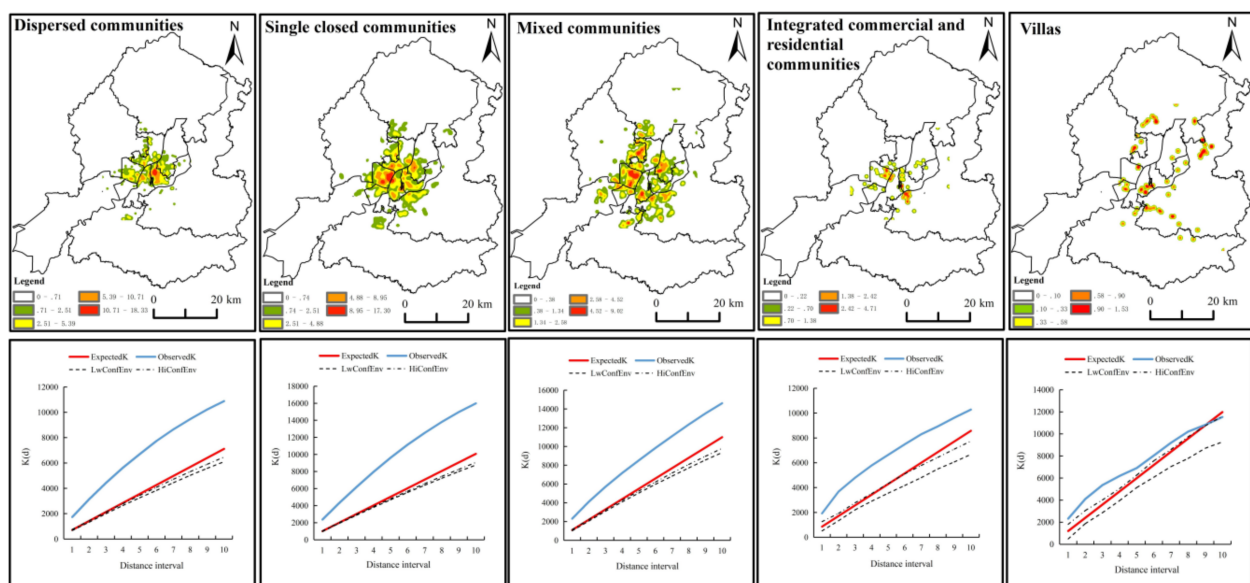 Dispersed communities
N
Legend
0 - .71
.71 - 2.51
2.51 - 5.39
5.39 - 10.71
10.71 - 18.33
0
20 km
Single closed communities
N
Legend
0 - .74
.74 - 2.51
2.51 - 4.88
4.88 - 8.95
8.95 - 17.30
0
20 km
Mixed communities
N
Legend
0 - .38
.38 - 1.34
1.34 - 2.58
2.58 - 4.52
4.52 - 9.02
0
20 km
Integrated commercial and
residential
communities
N
Legend
0 - .22
.22 - .70
.70 - 1.38
1.38 - 2.42
2.42 - 4.71
0
20 km
Villas
N
Legend
0 - .10
.10 - .33
.33 - .58
.58 - .90
.90 - 1.53
0
20 km
ExpectedK ObservedK
LwConfEnv HiConfEnv
K(d)
12000
10000
8000
6000
4000
2000
0
1 2 3 4 5 6 7 8 9 10
Distance interval
ExpectedK ObservedK
LwConfEnv HiConfEnv
K(d)
18000
16000
14000
12000
10000
8000
6000
4000
2000
0
1 2 3 4 5 6 7 8 9 10
Distance interval
ExpectedK ObservedK
LwConfEnv HiConfEnv
K(d)
16000
14000
12000
10000
8000
6000
4000
2000
0
1 2 3 4 5 6 7 8 9 10
Distance interval
ExpectedK ObservedK
LwConfEnv HiConfEnv
K(d)
12000
10000
8000
6000
4000
2000
0
1 2 3 4 5 6 7 8 9 10
Distance interval
ExpectedK ObservedK
LwConfEnv HiConfEnv
K(d)
14000
12000
10000
8000
6000
4000
2000
0
1 2 3 4 5 6 7 8 9 10
Distance interval